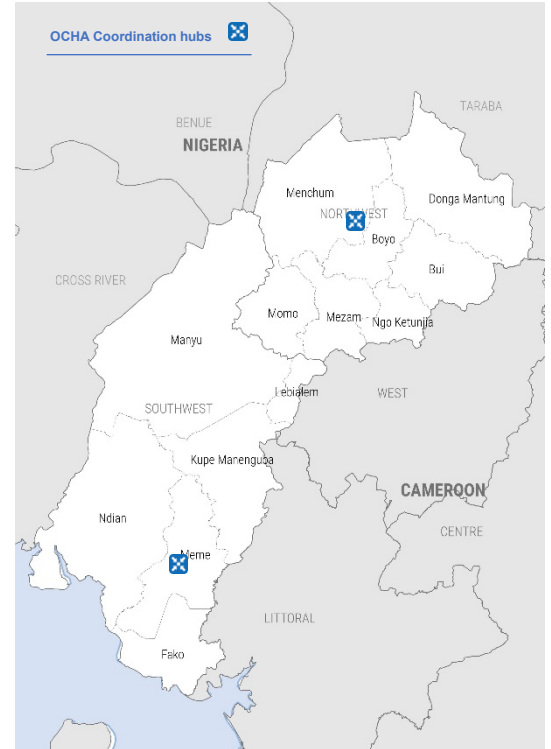 OCHA Coordination hubs
TARABA
BENUE
NIGERIA
Menchum
Donga Mantung
NORTHWEST
Boyo
Bui
CROSS RIVER
Momo
Mezam
Ngo Ketunjia
Manyu
Lebialem
WEST
SOUTHWEST
Kupe Manenguba
CAMEROON
Ndian
CENTRE
Meme
LITTORAL
Fako